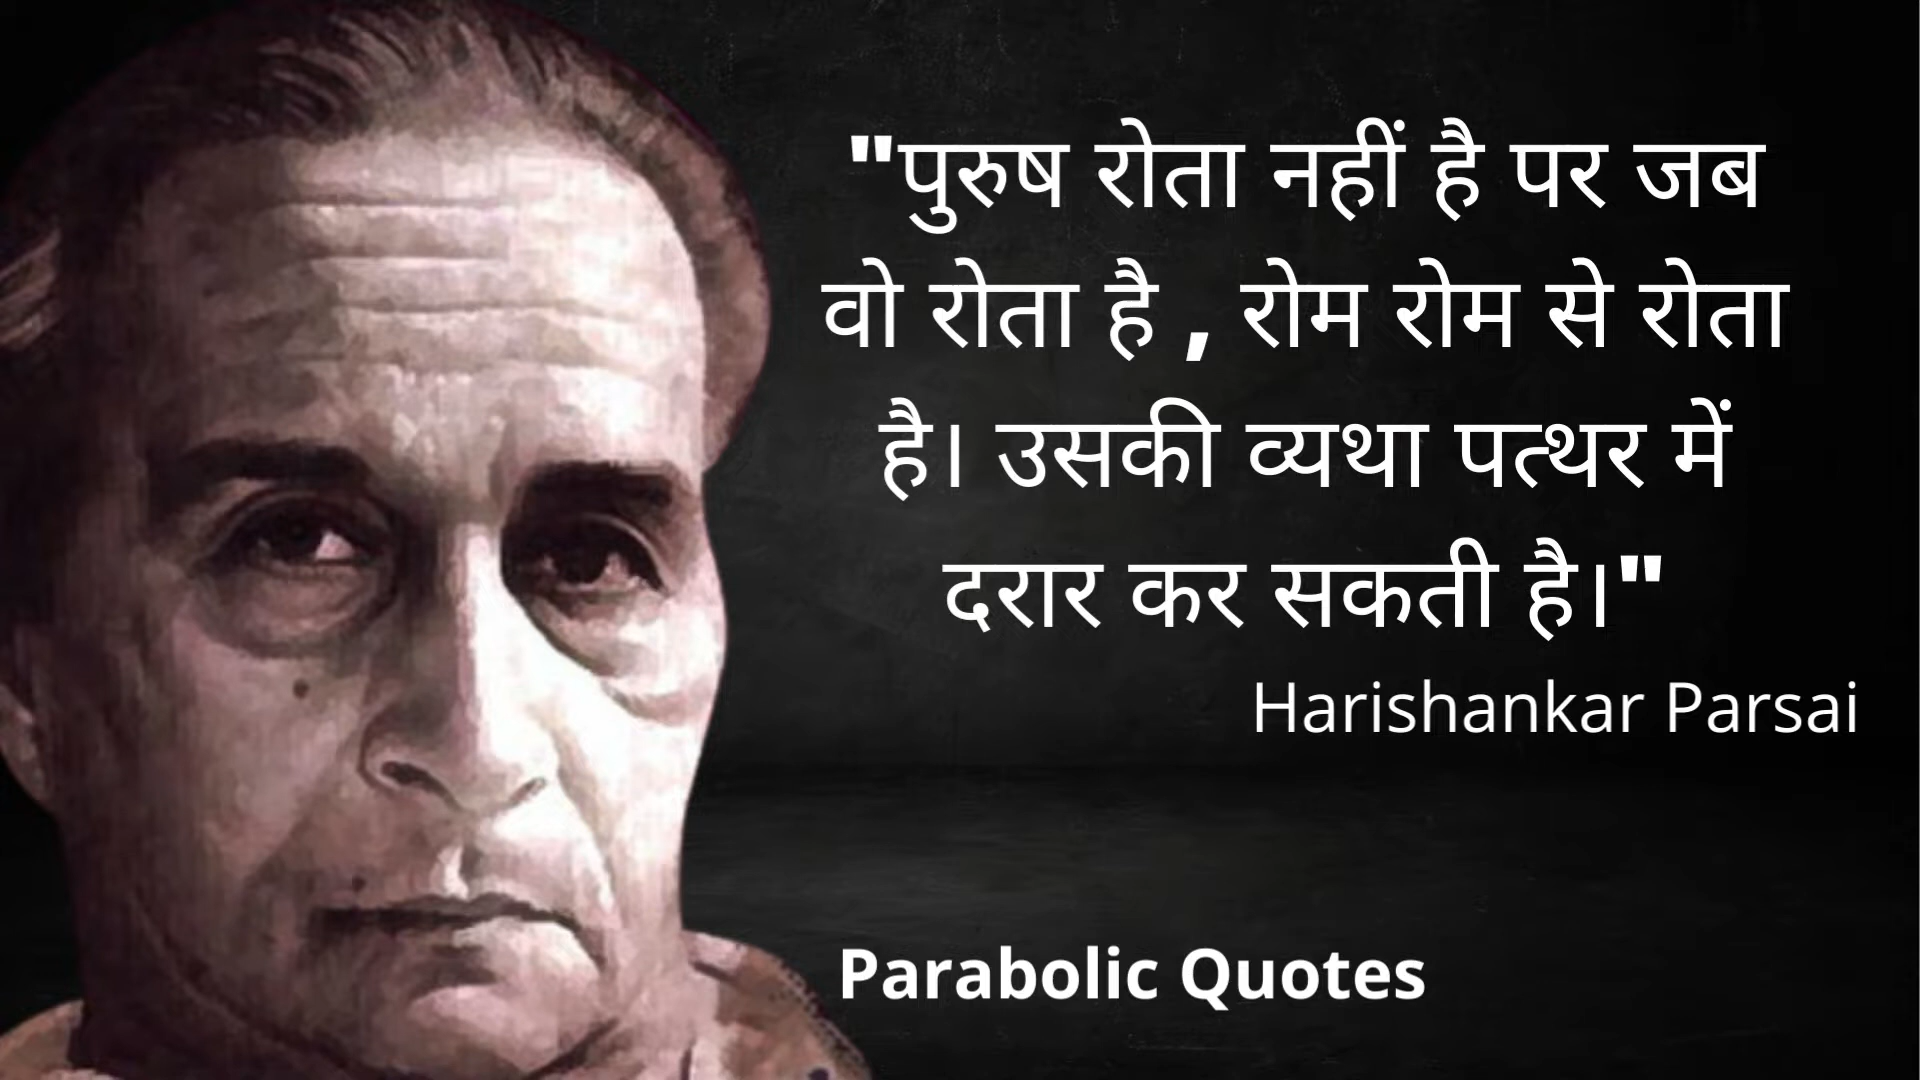 "पुरुष रोता नहीं है पर जब
वो रोता है , रोम रोम से रोता
है। उसकी व्यथा पत्थर में
दरार कर सकती है।"
Harishankar Parsai
Parabolic Quotes